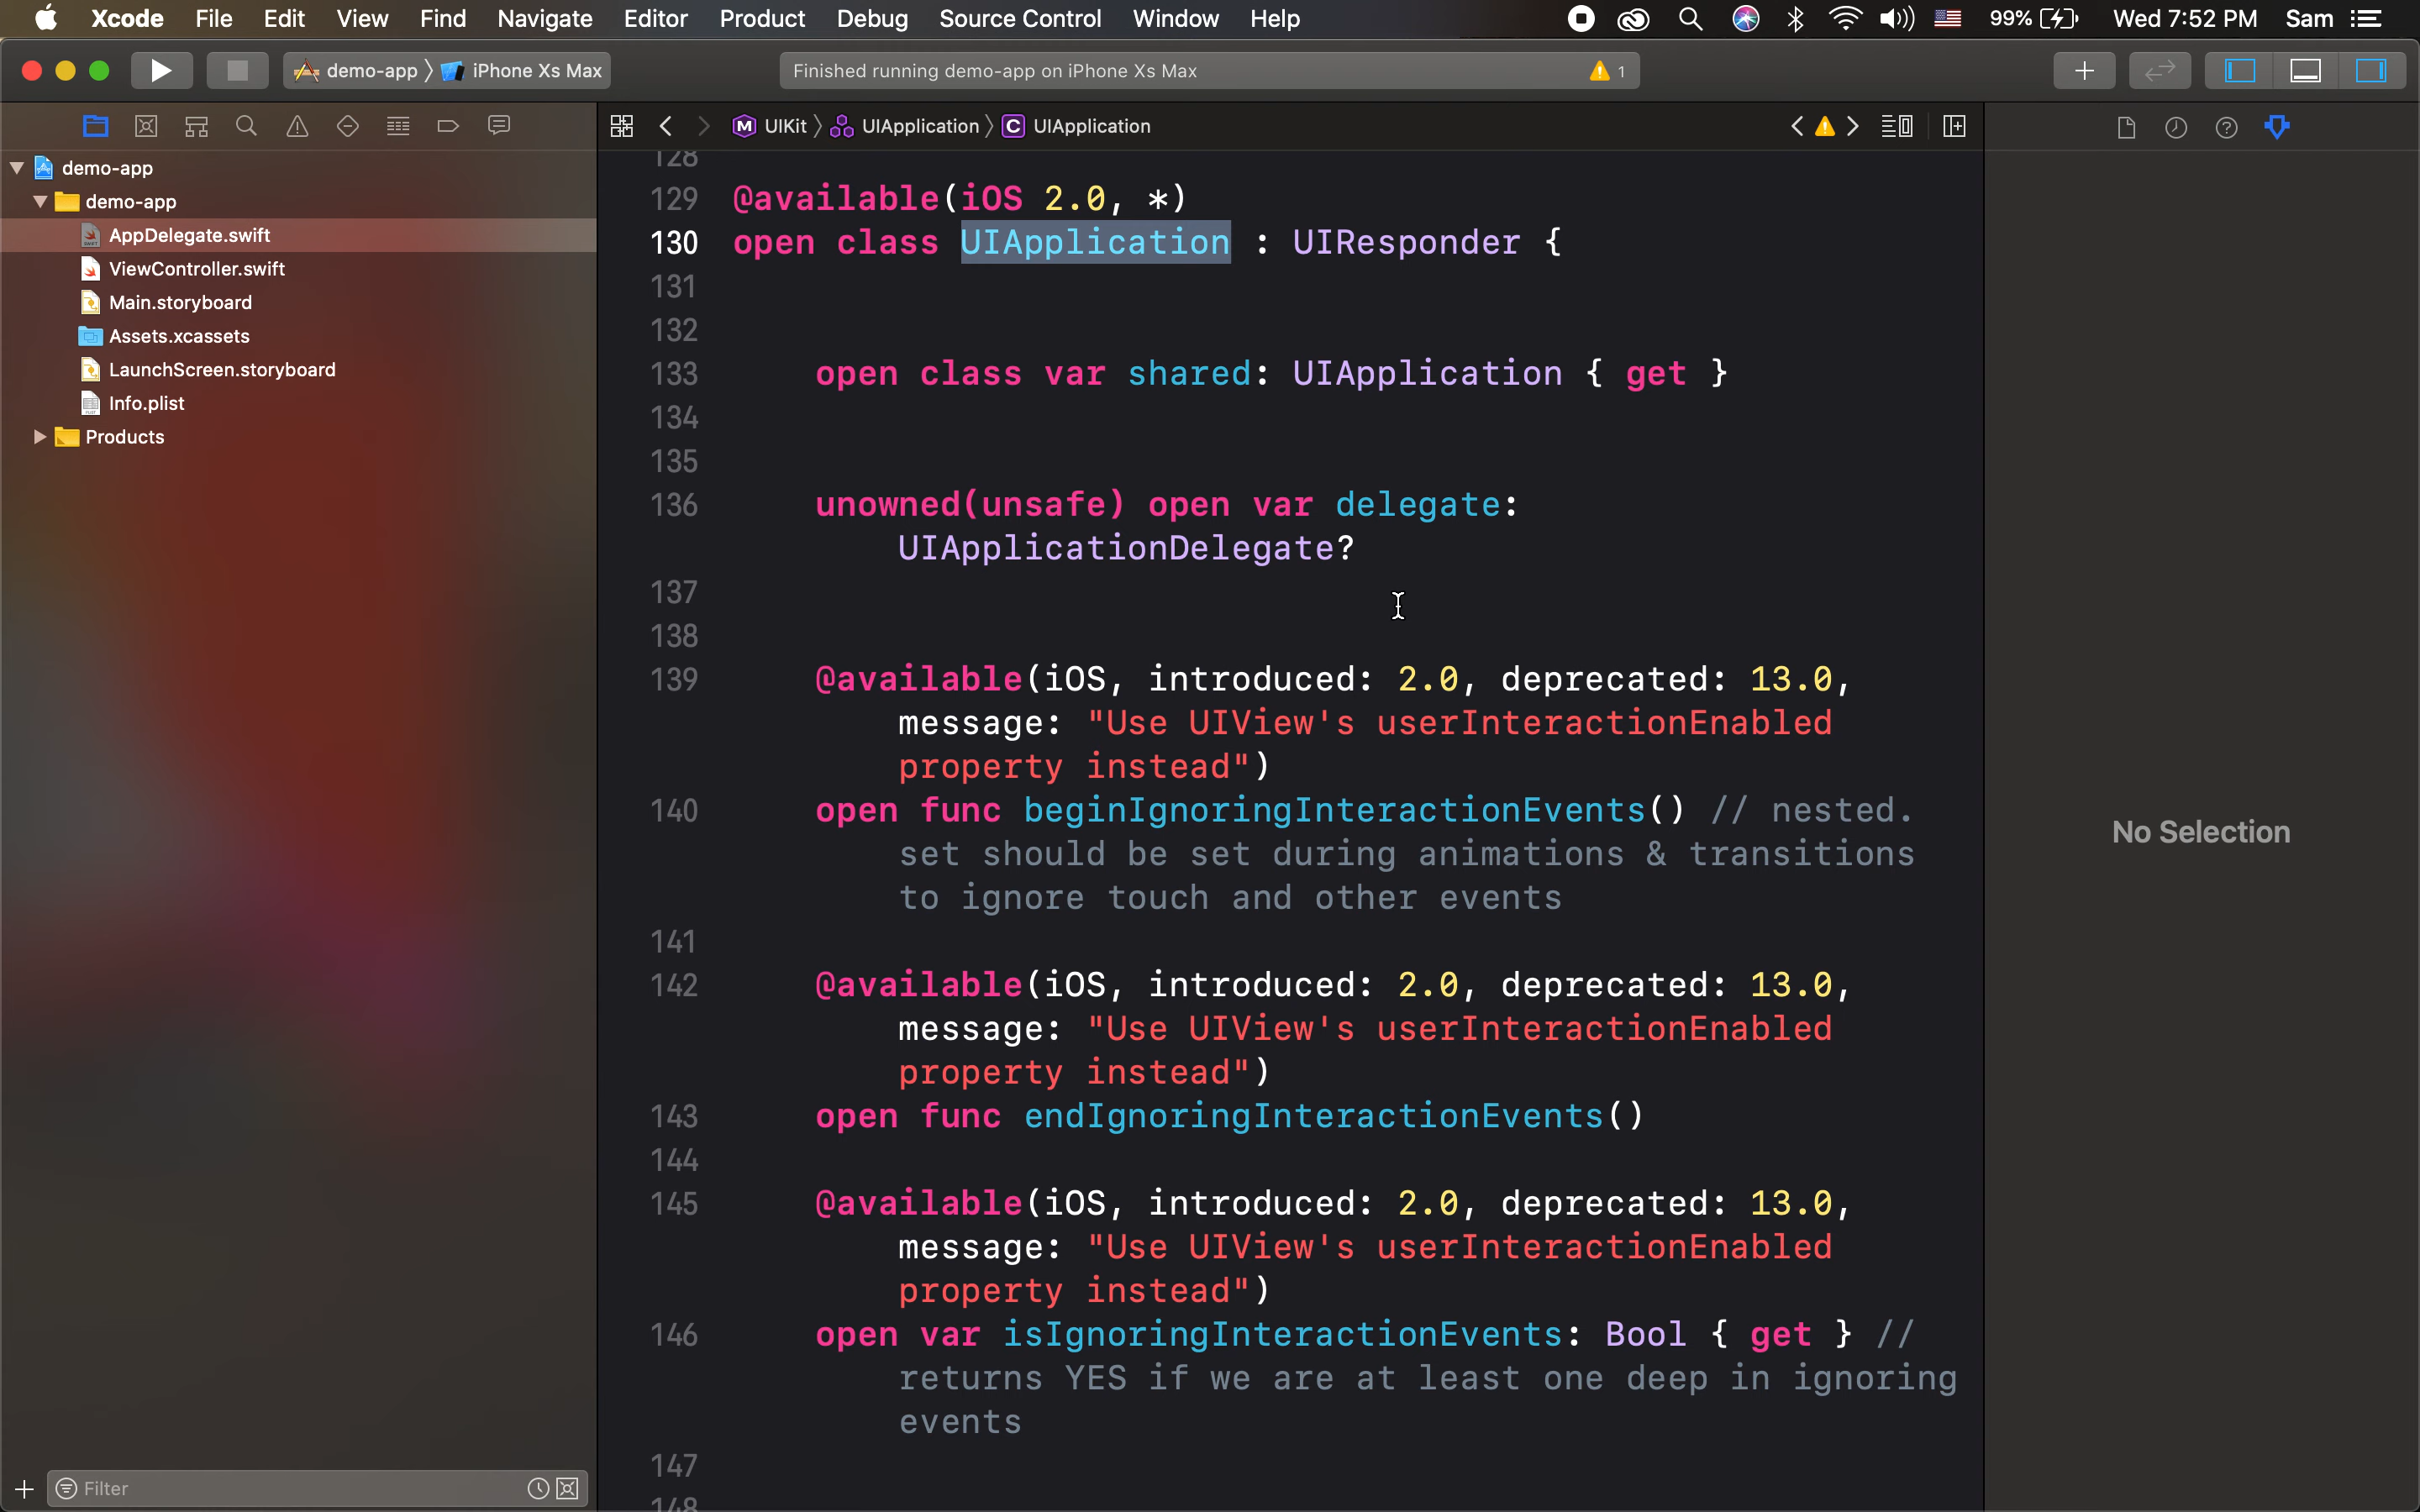 Xcode File Edit View Find Navigate Editor Product Debug Source Control Window Help 99% Wed 7:52 PM Sam
demo-app 〉 iPhone Xs Max Finished running demo-app on iPhone Xs Max 1
M UIKit 〉 UIApplication 〉 C UIApplication
demo-app
demo-app
AppDelegate.swift
ViewController.swift
Main.storyboard
Assets.xcassets
LaunchScreen.storyboard
Info.plist
Products
Filter
128
129 @available(iOS 2.0, *)
130 open class UIApplication : UIResponder {
131
132
133 open class var shared: UIApplication { get }
134
135
136 unowned(unsafe) open var delegate:
UIApplicationDelegate?
137
138
139 @available(iOS, introduced: 2.0, deprecated: 13.0,
message: "Use UIView's userInteractionEnabled
property instead")
140 open func beginIgnoringInteractionEvents() // nested.
set should be set during animations & transitions
to ignore touch and other events
141
142 @available(iOS, introduced: 2.0, deprecated: 13.0,
message: "Use UIView's userInteractionEnabled
property instead")
143 open func endIgnoringInteractionEvents()
144
145 @available(iOS, introduced: 2.0, deprecated: 13.0,
message: "Use UIView's userInteractionEnabled
property instead")
146 open var isIgnoringInteractionEvents: Bool { get } //
returns YES if we are at least one deep in ignoring
events
147
148
No Selection